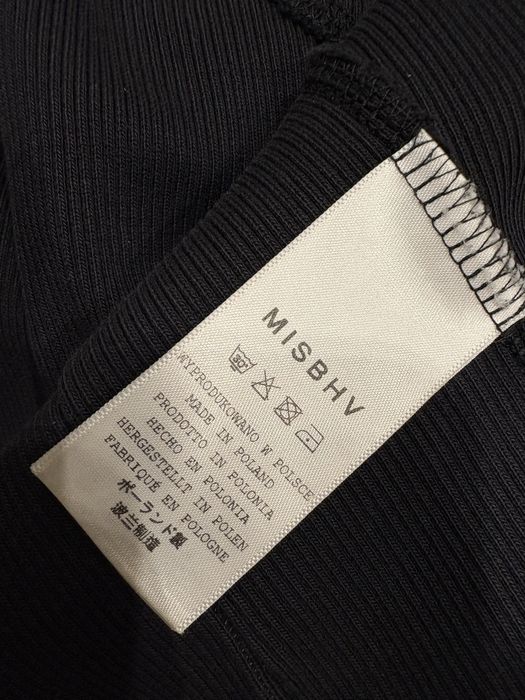 MISBHV
30°
WYPRODUKOWANO W POLSCE
MADE IN POLAND
PRODOTTO IN POLONIA
HECHO EN POLONIA
HERGESTELLT IN POLEN
FABRIQUÉ EN POLOGNE
ポーランド製
波兰制造